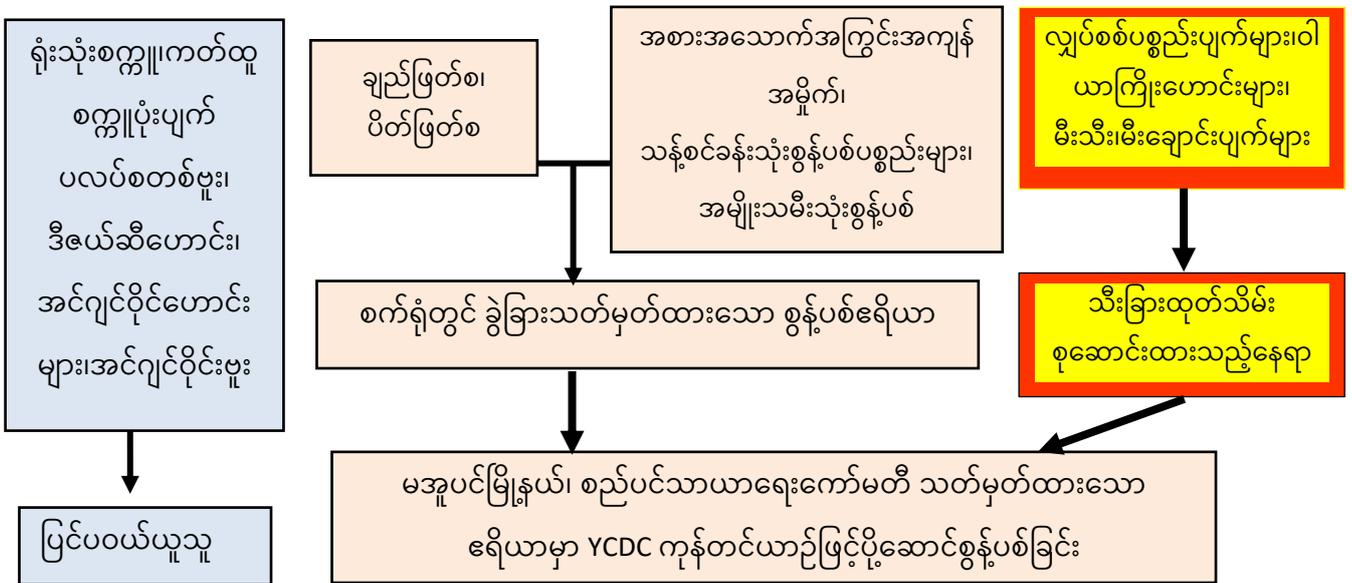 ရုံးသုံးစက္ကူ၊ကတ်ထူ
စက္ကူပုံးပျက်
ပလပ်စတစ်ဗူး၊
ဒီဇယ်ဆီဟောင်း၊
အင်ဂျင်ဝိုင်ဟောင်း
များ၊အင်ဂျင်ဝိုင်းဗူး
ပြင်ပဝယ်ယူသူ
ချည်ဖြတ်စ၊
ပိတ်ဖြတ်စ
အစားအသောက်အကြွင်းအကျန်
အမှိုက်၊
သန့်စင်ခန်းသုံးစွန့်ပစ်ပစ္စည်းများ၊
အမျိုးသမီးသုံးစွန့်ပစ်
စက်ရုံတွင် ခွဲခြားသတ်မှတ်ထားသော စွန့်ပစ်ဧရိယာ
လျှပ်စစ်ပစ္စည်းပျက်များ၊ဝါ
ယာကြိုးဟောင်းများ၊
မီးသီး၊မီးချောင်းပျက်များ
သီးခြားထုတ်သိမ်း
စုဆောင်းထားသည့်နေရာ
မအူပင်မြို့နယ်၊ စည်ပင်သာယာရေးကော်မတီ သတ်မှတ်ထားသော
ဧရိယာမှာ YCDC ကုန်တင်ယာဉ်ဖြင့်ပို့ဆောင်စွန့်ပစ်ခြင်း